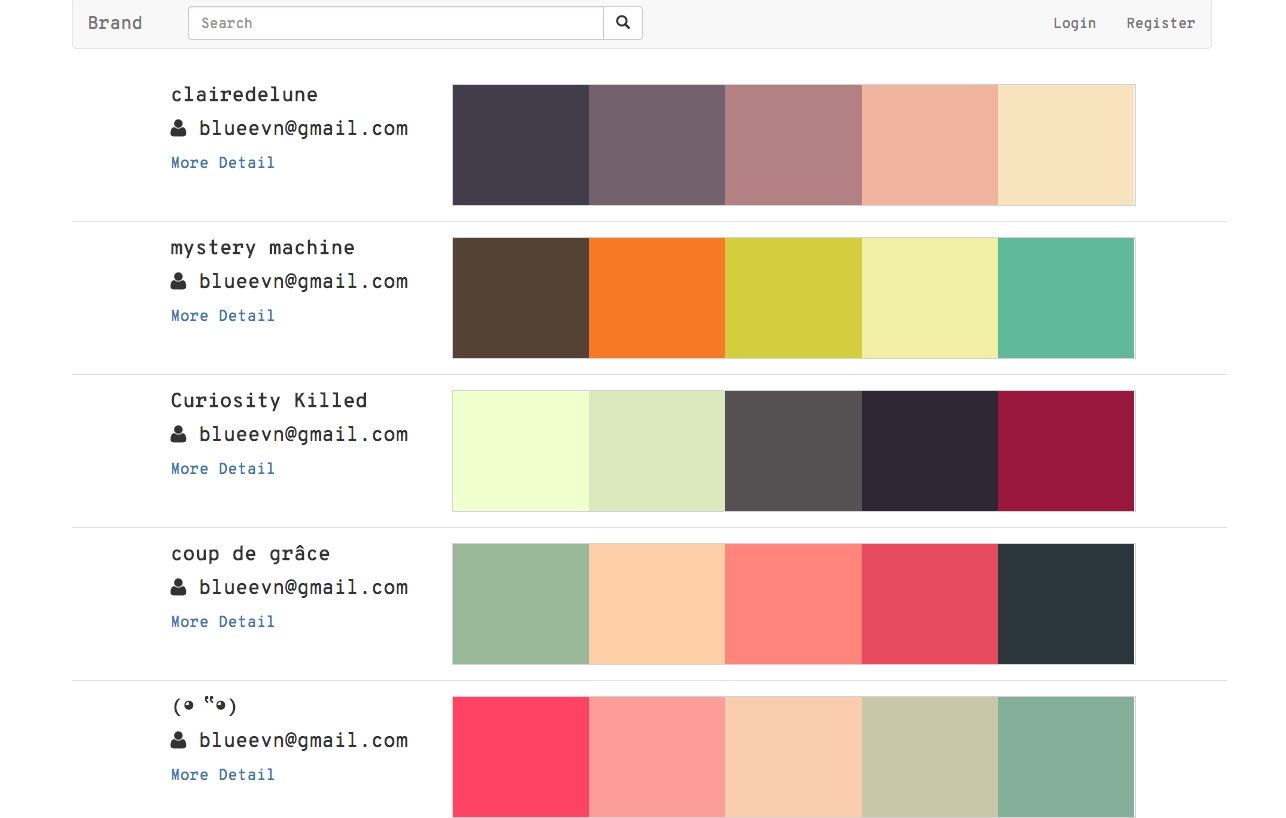 Brand
Search
Login
Register
clairedelune
blueevn@gmail.com
More Detail
mystery machine
blueevn@gmail.com
More Detail
Curiosity Killed
blueevn@gmail.com
More Detail
coup de grâce
blueevn@gmail.com
More Detail
(◕ ‟◕)
blueevn@gmail.com
More Detail